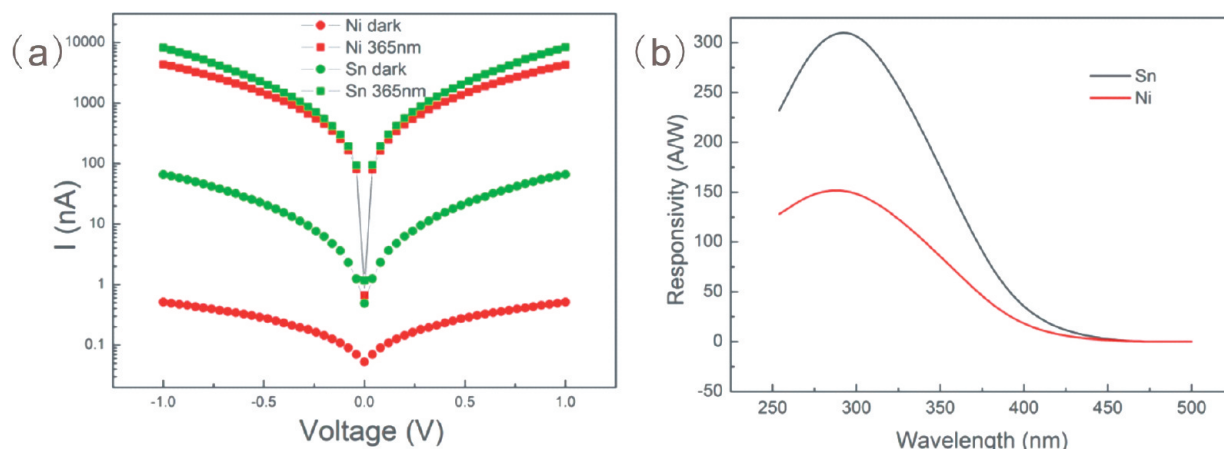 (a)
I (nA)
10000
1000
100
10
1
0.1
Ni dark
Ni 365nm
Sn dark
Sn 365nm
-1.0
-0.5
0.0
0.5
1.0
Voltage (V)
(b)
Responsivity (A/W)
300
250
200
150
100
50
0
-50
Sn
Ni
250
300
350
400
450
500
Wavelength (nm)